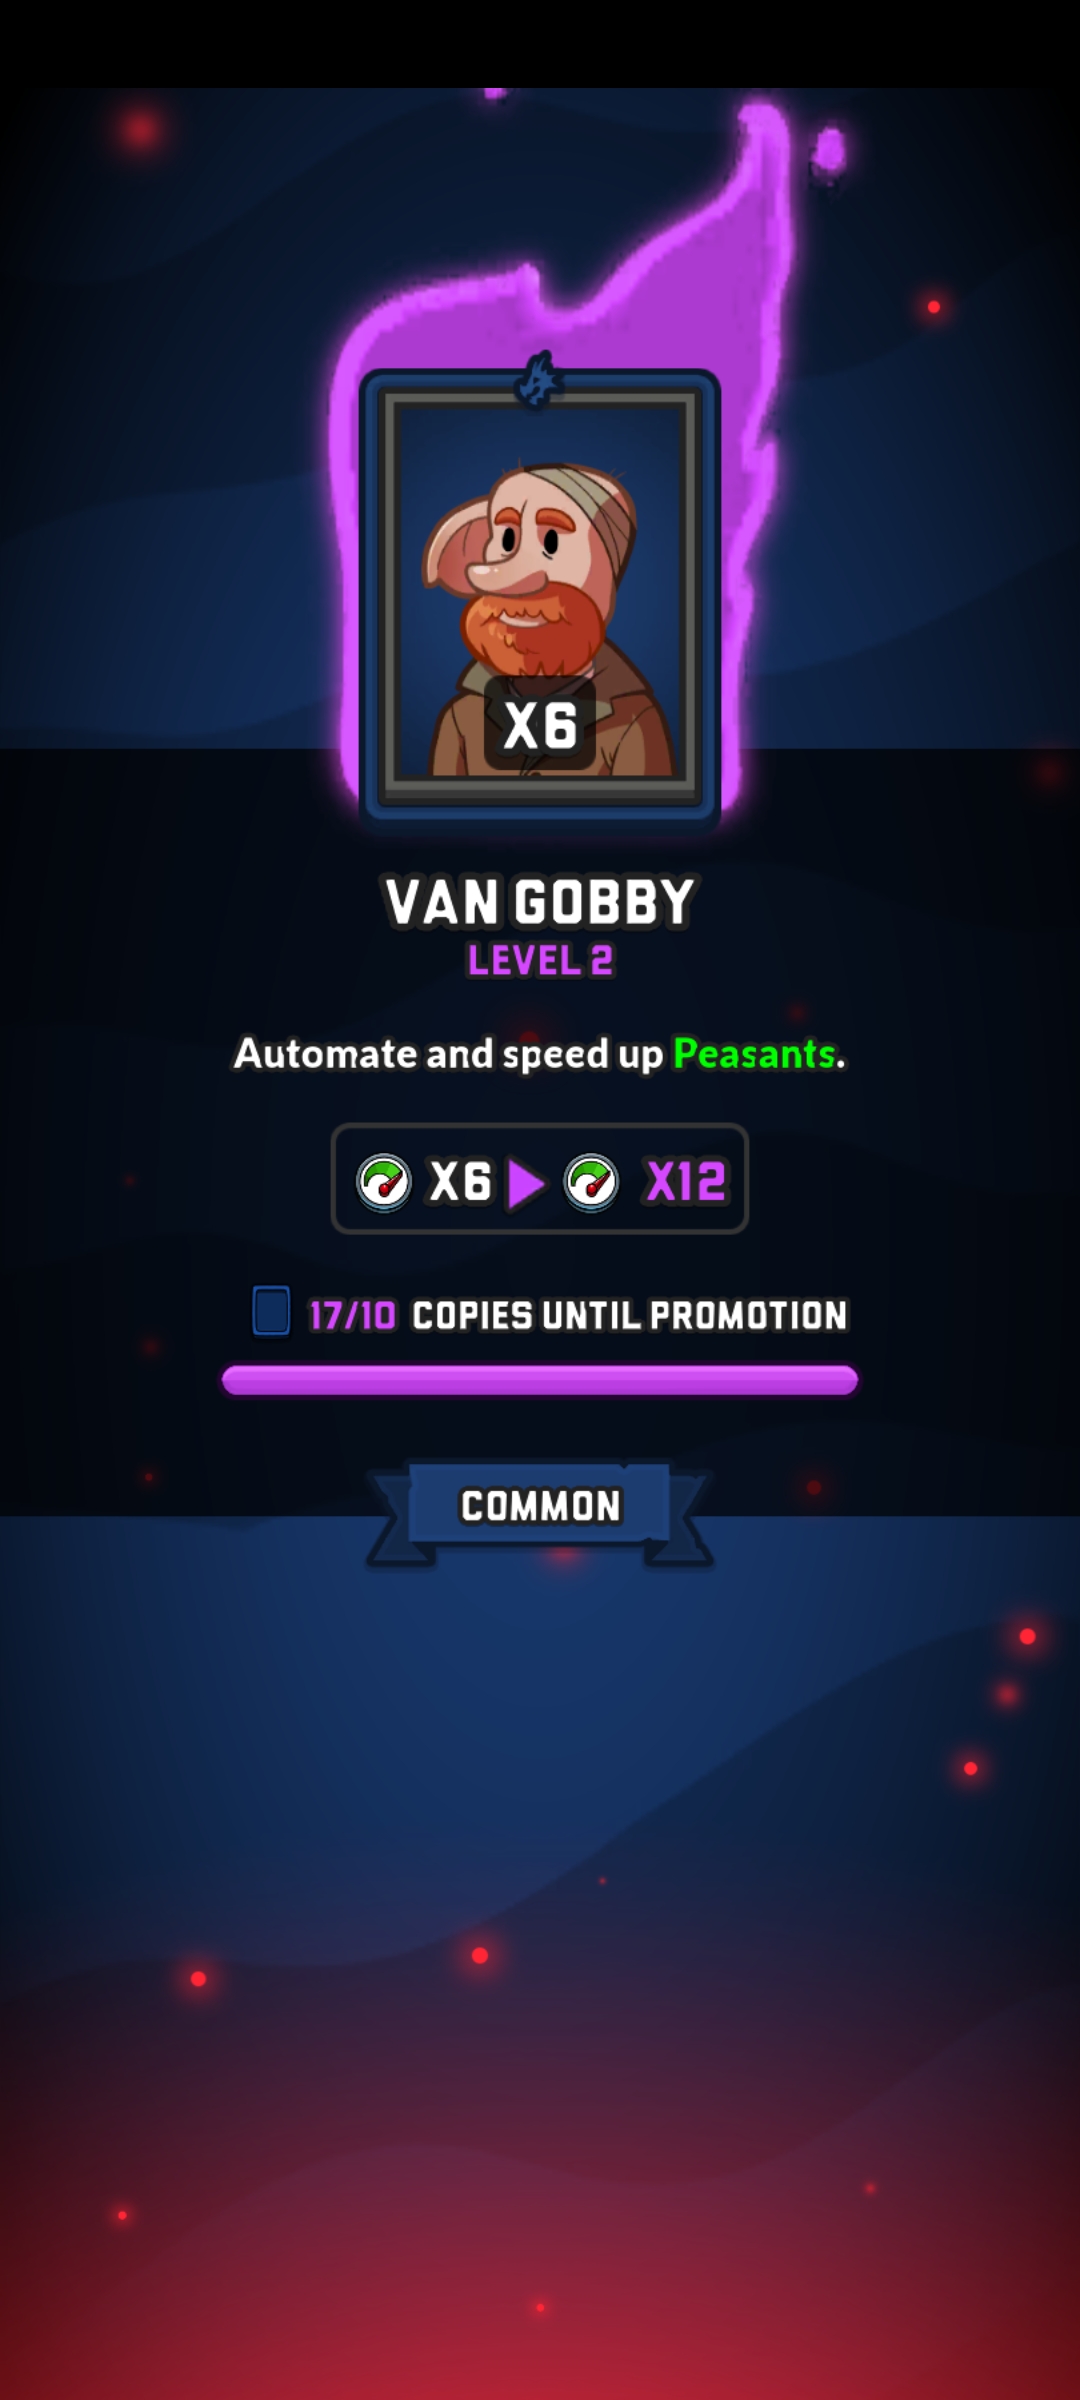 X6
VAN GOBBY
LEVEL 2
Automate and speed up Peasants.
X6 X12
17/10 COPIES UNTIL PROMOTION
COMMON